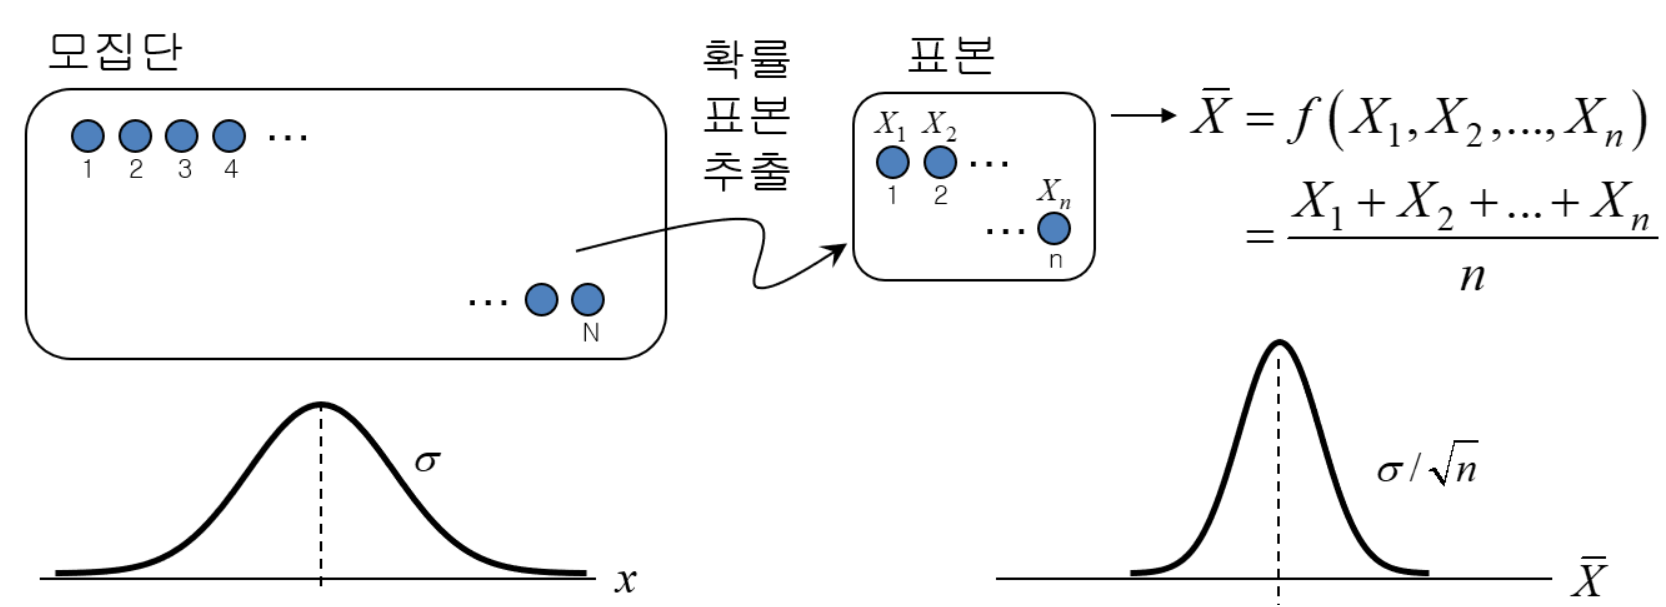 모집단
1 2 3 4 ...
... N
확률
표본
추출
표본
X₁ X₂
1 2 ...
Xₙ
...
n
X̄ = f(X₁, X₂,..., Xₙ)
= (X₁ + X₂ + ... + Xₙ) / n
σ
x
σ/√n
X̄